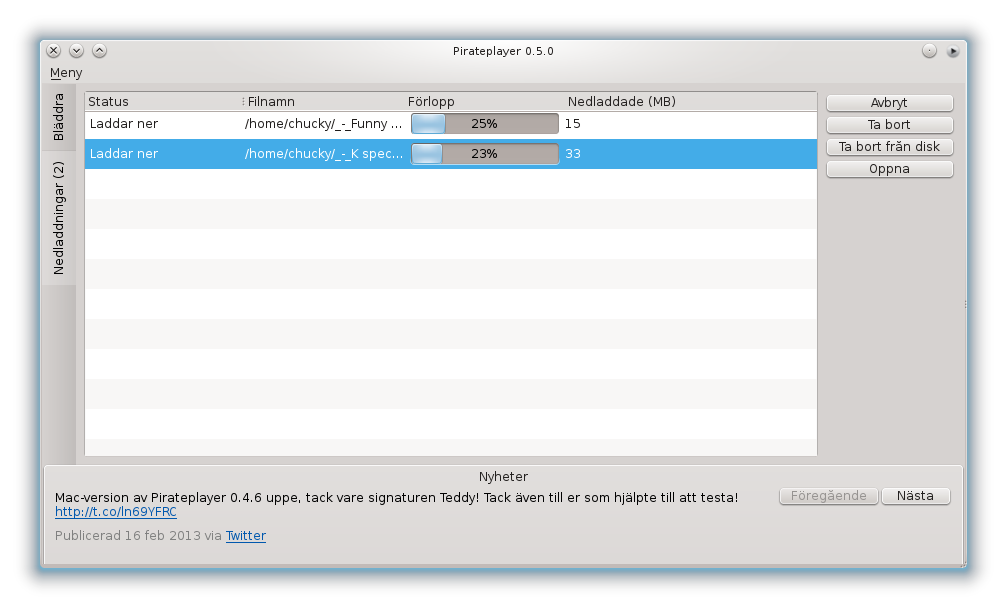 Pirateplayer 0.5.0
Meny
Bläddra
Nedladdningar (2)
Status Filnamn Förlopp Nedladdade (MB)
Laddar ner /home/chucky/_-_Funny ... 25% 15
Laddar ner /home/chucky/_-_K spec... 23% 33
Avbryt
Ta bort
Ta bort från disk
Öppna
Nyheter
Mac-version av Pirateplayer 0.4.6 uppe, tack vare signaturen Teddy! Tack även till er som hjälpte till att testa!
http://t.co/ln69YFRC
Publicerad 16 feb 2013 via Twitter
Föregående Nästa